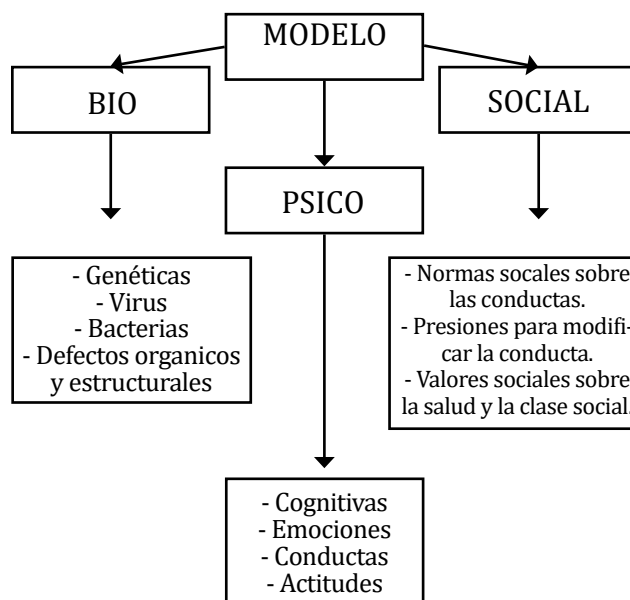 MODELO
BIO
SOCIAL
PSICO
- Genéticas
- Virus
- Bacterias
- Defectos organicos
y estructurales
- Normas socales sobre
las conductas.
- Presiones para modifi-
car la conducta.
- Valores sociales sobre
la salud y la clase social.
- Cognitivas
- Emociones
- Conductas
- Actitudes